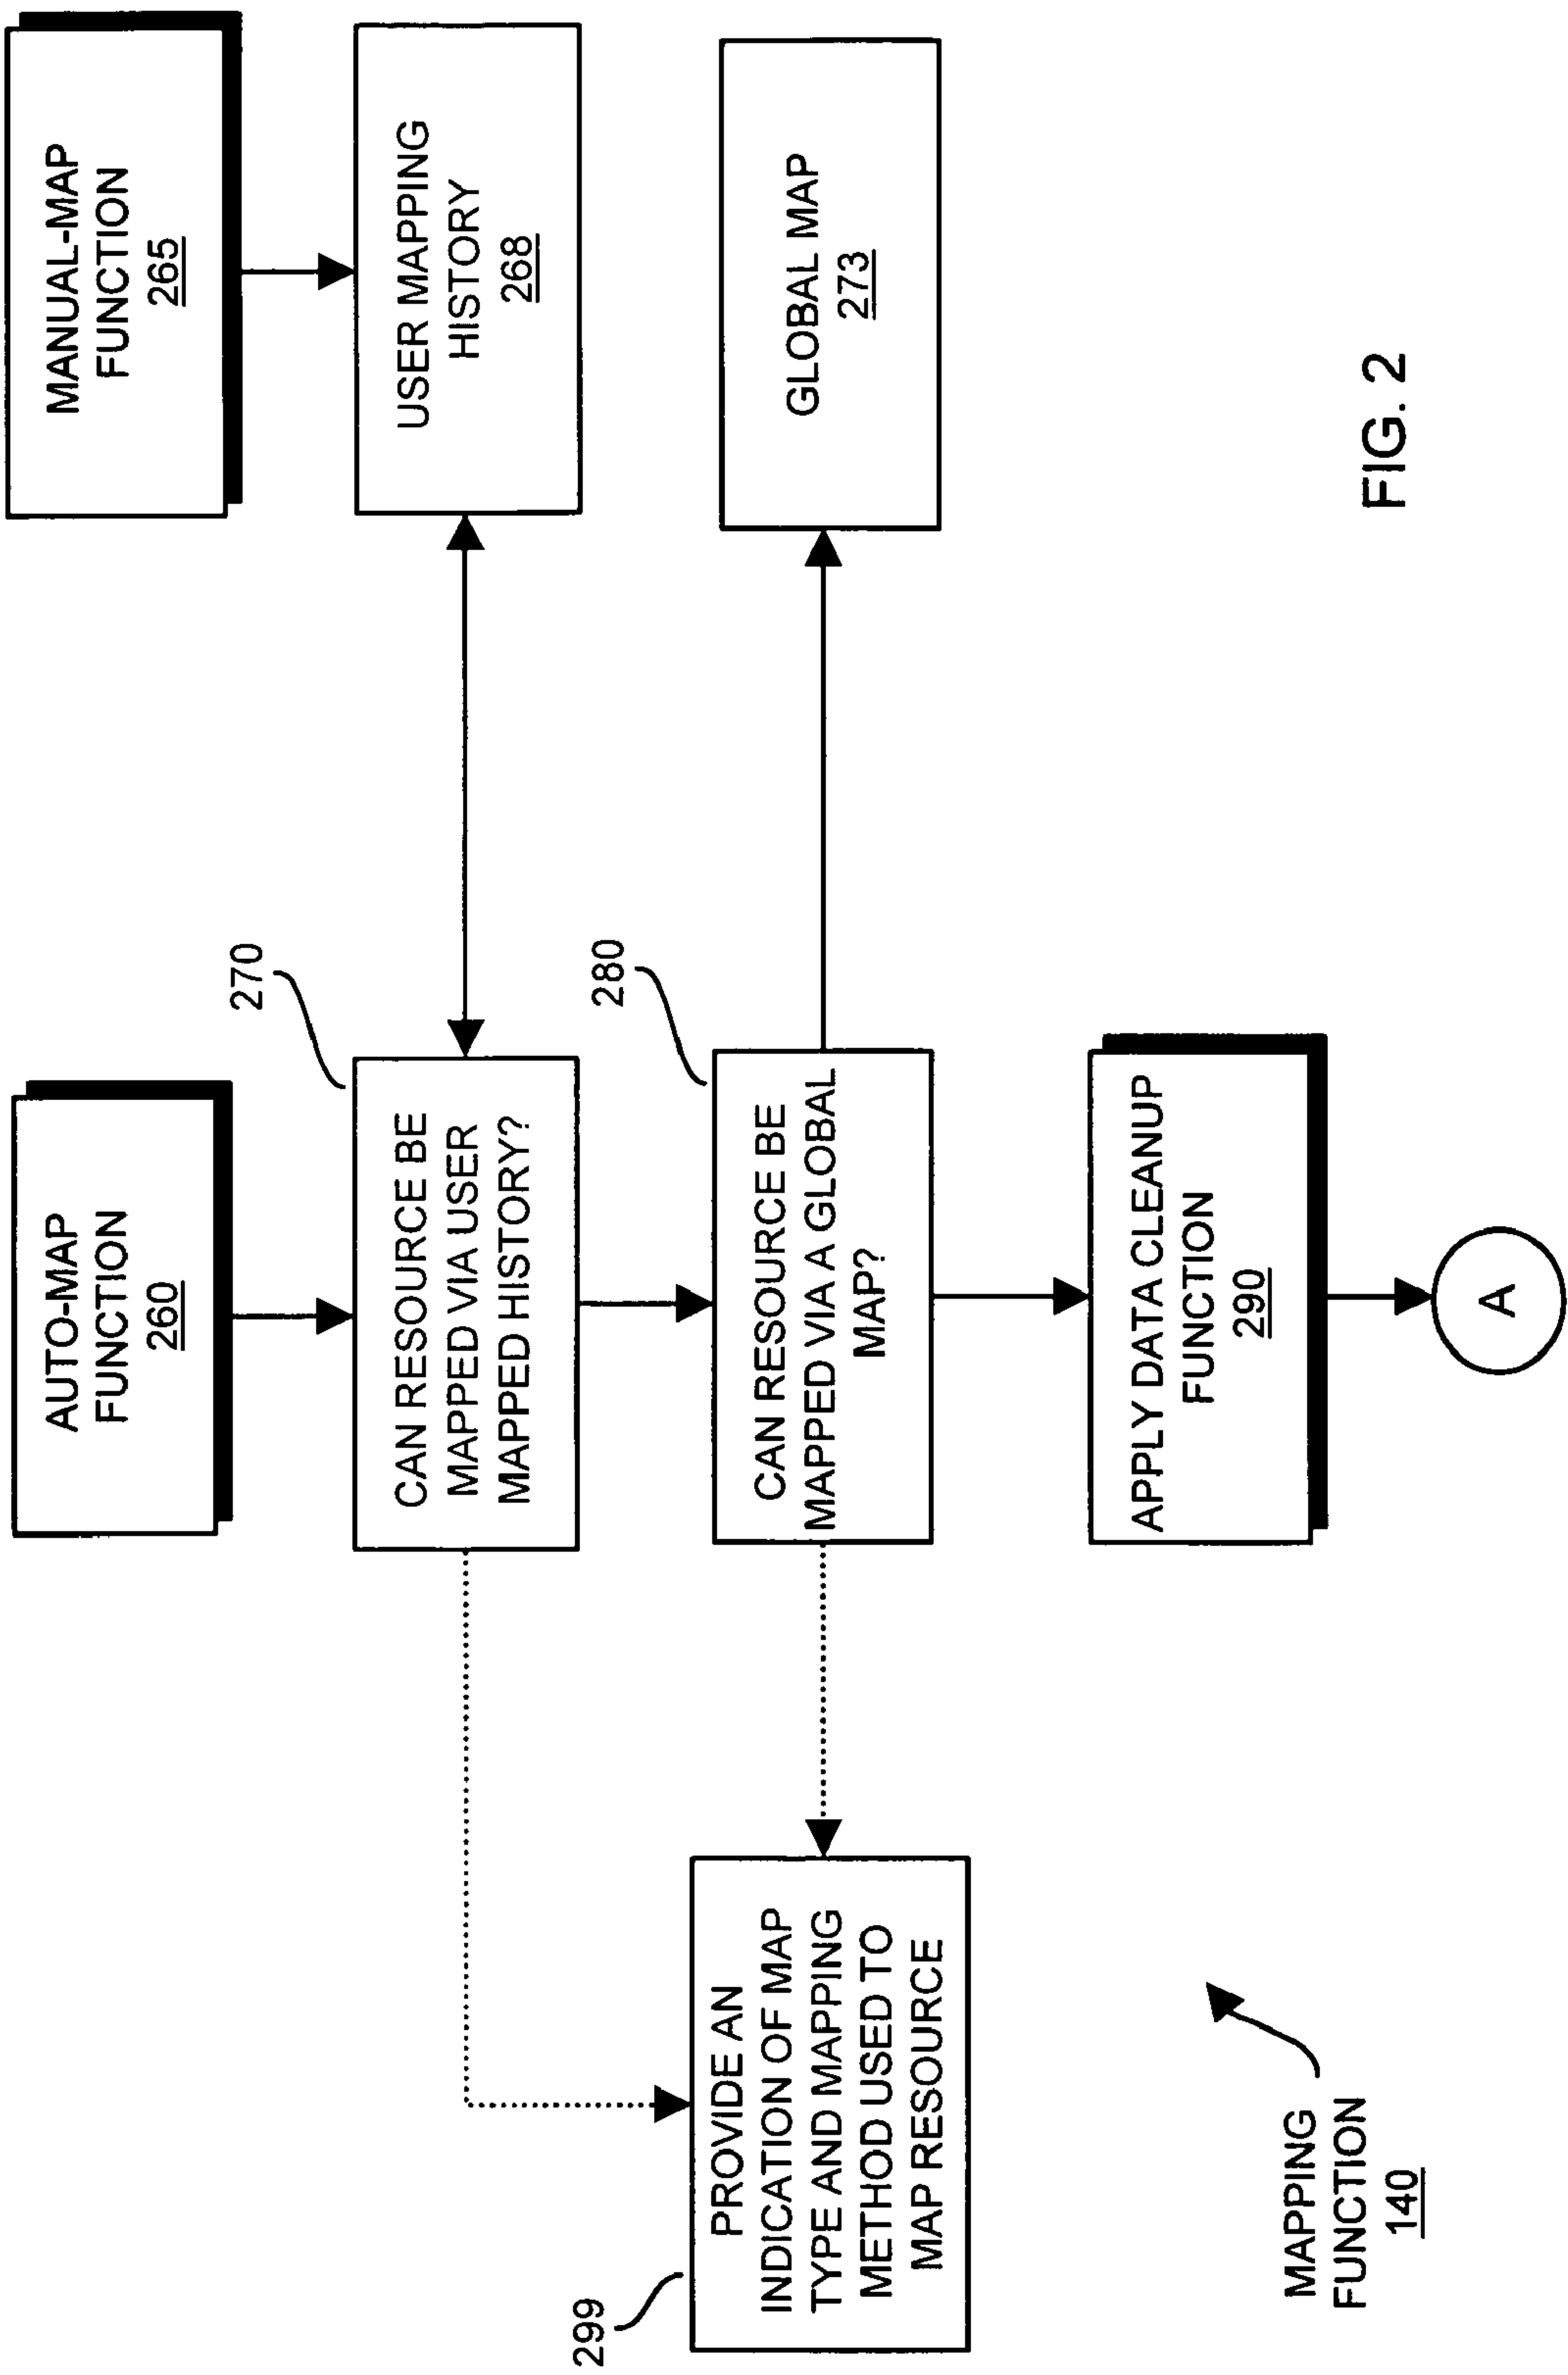 AUTO-MAP
FUNCTION
260
MANUAL-MAP
FUNCTION
265
270
CAN RESOURCE BE
MAPPED VIA USER
MAPPED HISTORY?
USER MAPPING
HISTORY
268
280
CAN RESOURCE BE
MAPPED VIA A GLOBAL
MAP?
GLOBAL MAP
273
299
PROVIDE AN
INDICATION OF MAP
TYPE AND MAPPING
METHOD USED TO
MAP RESOURCE
APPLY DATA CLEANUP
FUNCTION
290
A
MAPPING
FUNCTION
140
FIG. 2